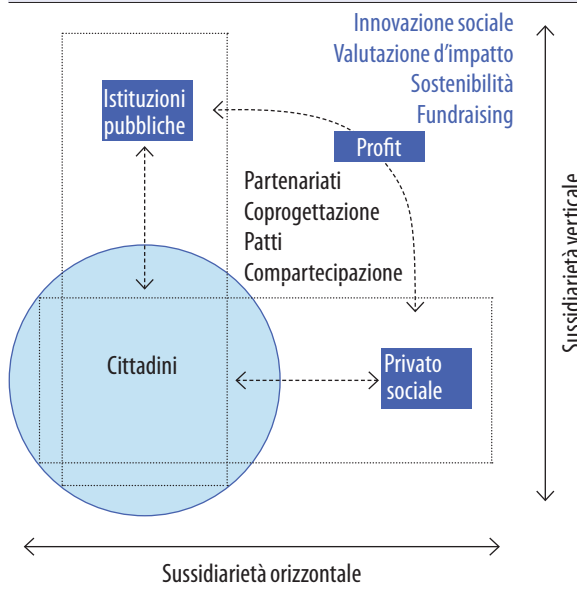 Innovazione sociale
Valutazione d’impatto
Sostenibilità
Fundraising
Istituzioni
pubbliche
Profit
Partenariati
Coprogettazione
Patti
Compartecipazione
Cittadini
Privato
sociale
Sussidiarietà verticale
Sussidiarietà orizzontale